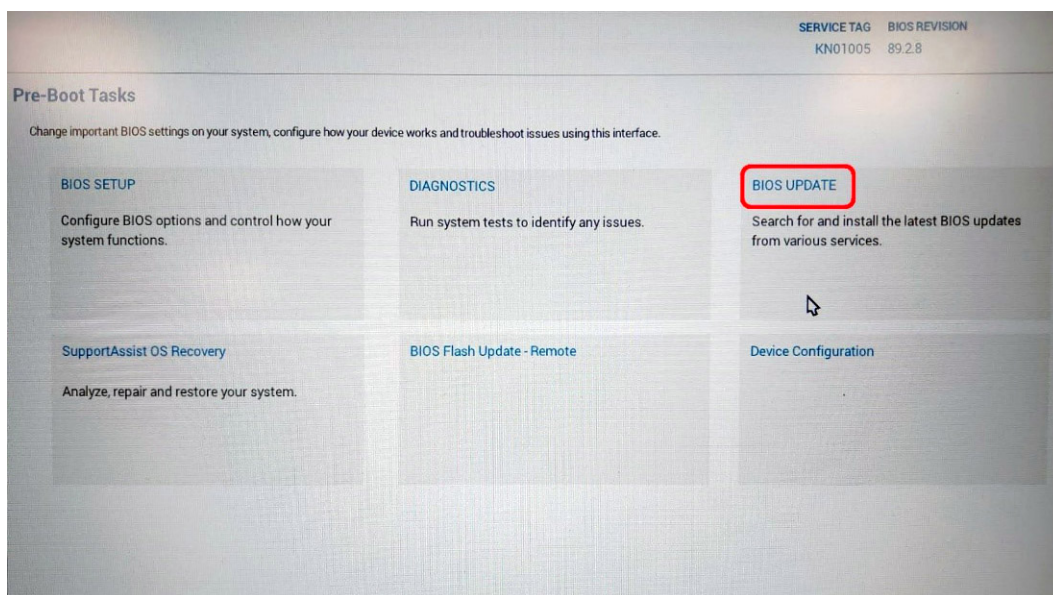 SERVICE TAG BIOS REVISION
KN01005 89.2.8
Pre-Boot Tasks
Change important BIOS settings on your system, configure how your device works and troubleshoot issues using this interface.
BIOS SETUP
Configure BIOS options and control how your
system functions.
DIAGNOSTICS
Run system tests to identify any issues.
BIOS UPDATE
Search for and install the latest BIOS updates
from various services.
SupportAssist OS Recovery
Analyze, repair and restore your system.
BIOS Flash Update - Remote
Device Configuration